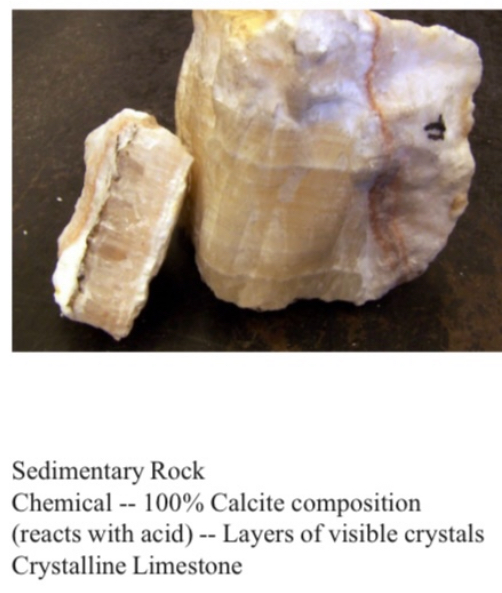 Sedimentary Rock
Chemical -- 100% Calcite composition
(reacts with acid) -- Layers of visible crystals
Crystalline Limestone